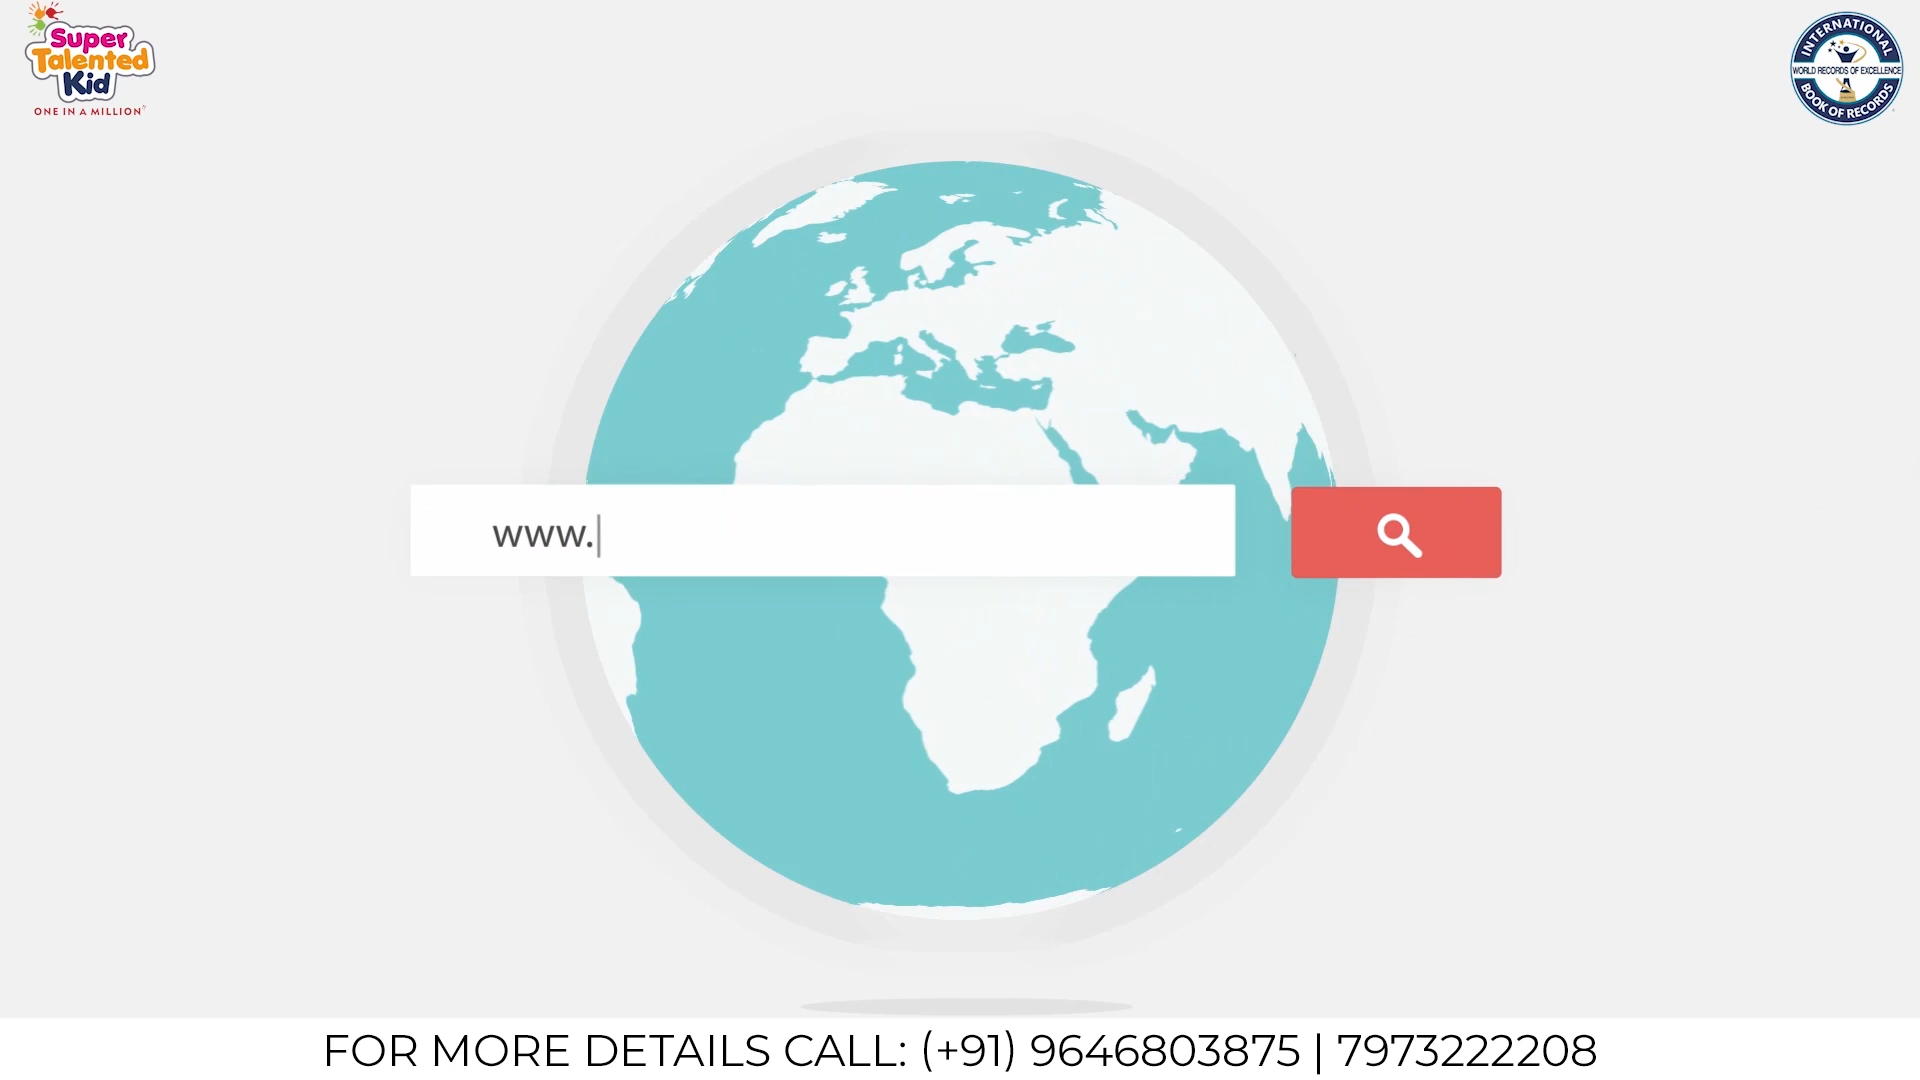 Super
Talented
Kid
ONE IN A MILLION
INTERNATIONAL
WORLD RECORDS OF EXCELLENCE
BOOK OF RECORDS
www.
FOR MORE DETAILS CALL: (+91) 9646803875 | 7973222208